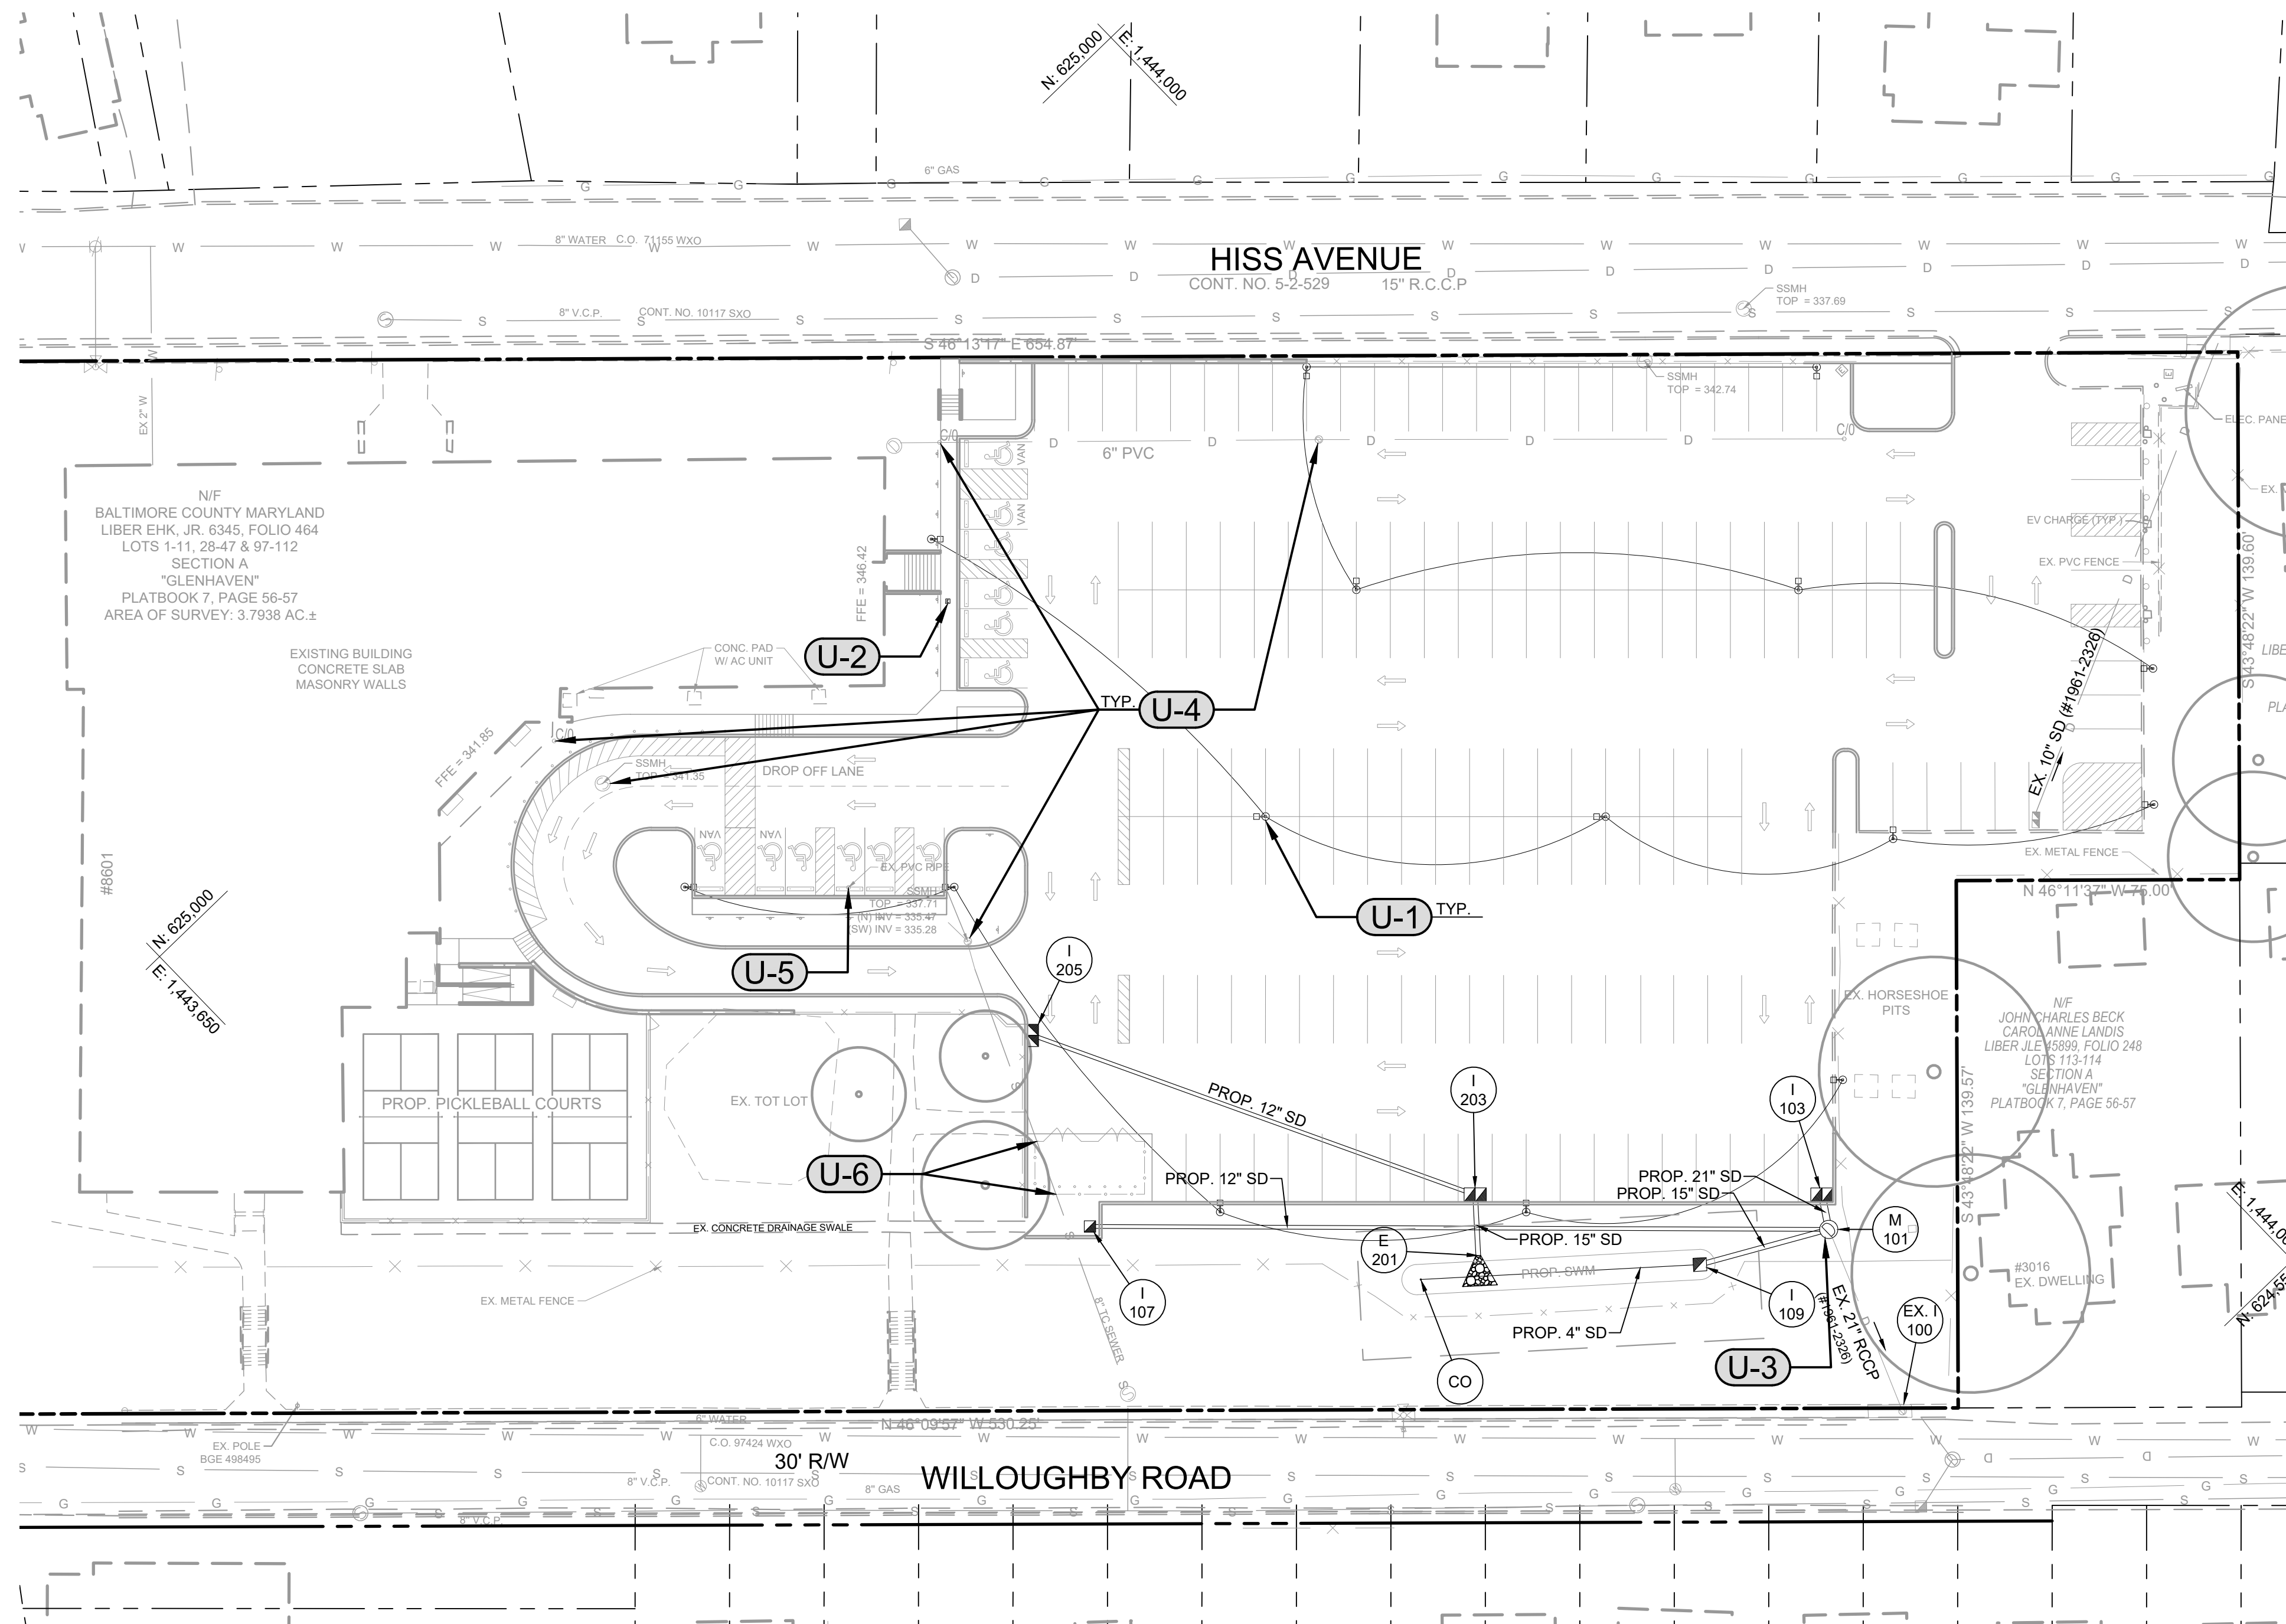 N: 625,000
E: 1,444,000
6" GAS
G G G G G G G G G G G G
8" WATER C.O. 71155 WXO
W W W W W W W W W W W W W W W
HISS AVENUE
D D D D D D D D D
CONT. NO. 5-2-529 15" R.C.C.P
SSMH
TOP = 337.69
8" V.C.P. CONT. NO. 10117 SXO
S S S S S S S S S S S S
S 46°13'17" E 654.87'
SSMH
TOP = 342.74
EX 2" W
W
E
ELEC. PANE
C/0
D D D D D
C/0
6" PVC
VAN
VAN
N/F
BALTIMORE COUNTY MARYLAND
LIBER EHK, JR. 6345, FOLIO 464
LOTS 1-11, 28-47 & 97-112
SECTION A
"GLENHAVEN"
PLATBOOK 7, PAGE 56-57
AREA OF SURVEY: 3.7938 AC.±
EV CHARGE (TYP.)
EX. PVC FENCE
S 43°48'22" W 139.60'
FFE = 346.42
EXISTING BUILDING
CONCRETE SLAB
MASONRY WALLS
CONC. PAD
W/ AC UNIT
U-2
TYP.
U-4
EX. 10" SD (#1961-2326)
LIBE
PLA
C/0
FFE = 341.85
SSMH
TOP = 341.35
DROP OFF LANE
VAN VAN
EX. PVC PIPE
SSMH
TOP = 337.71
(N) INV = 335.47
(SW) INV = 335.28
#8601
U-1
TYP.
EX. METAL FENCE
N 46°11'37" W 75.00'
N: 625,000
E: 1,443,650
U-5
I
205
EX. HORSESHOE
PITS
N/F
JOHN CHARLES BECK
CAROL ANNE LANDIS
LIBER JLE 45899, FOLIO 248
LOTS 113-114
SECTION A
"GLENHAVEN"
PLATBOOK 7, PAGE 56-57
S 43°48'22" W 139.57'
PROP. PICKLEBALL COURTS
EX. TOT LOT
S
PROP. 12" SD
I
203
I
103
U-6
PROP. 12" SD
PROP. 21" SD
PROP. 15" SD
EX. CONCRETE DRAINAGE SWALE
S
PROP. 15" SD
M
101
E
201
PROP. SWM
#3016
EX. DWELLING
EX. METAL FENCE
I
107
8" TC SEWER
I
109
EX. 21" RCCP
(#1961-2326)
EX. I
100
PROP. 4" SD
U-3
CO
S
D
N 46°09'57" W 530.25'
6" WATER
W W W W W W W W W W W W W W W
C.O. 97424 WXO
EX. POLE
BGE 498495
30' R/W
WILLOUGHBY ROAD
S S S S S S S S S S S S S S
8" V.C.P. CONT. NO. 10117 SXO
8" GAS
G G G G G G G G G G G G G G
8" V.C.P.